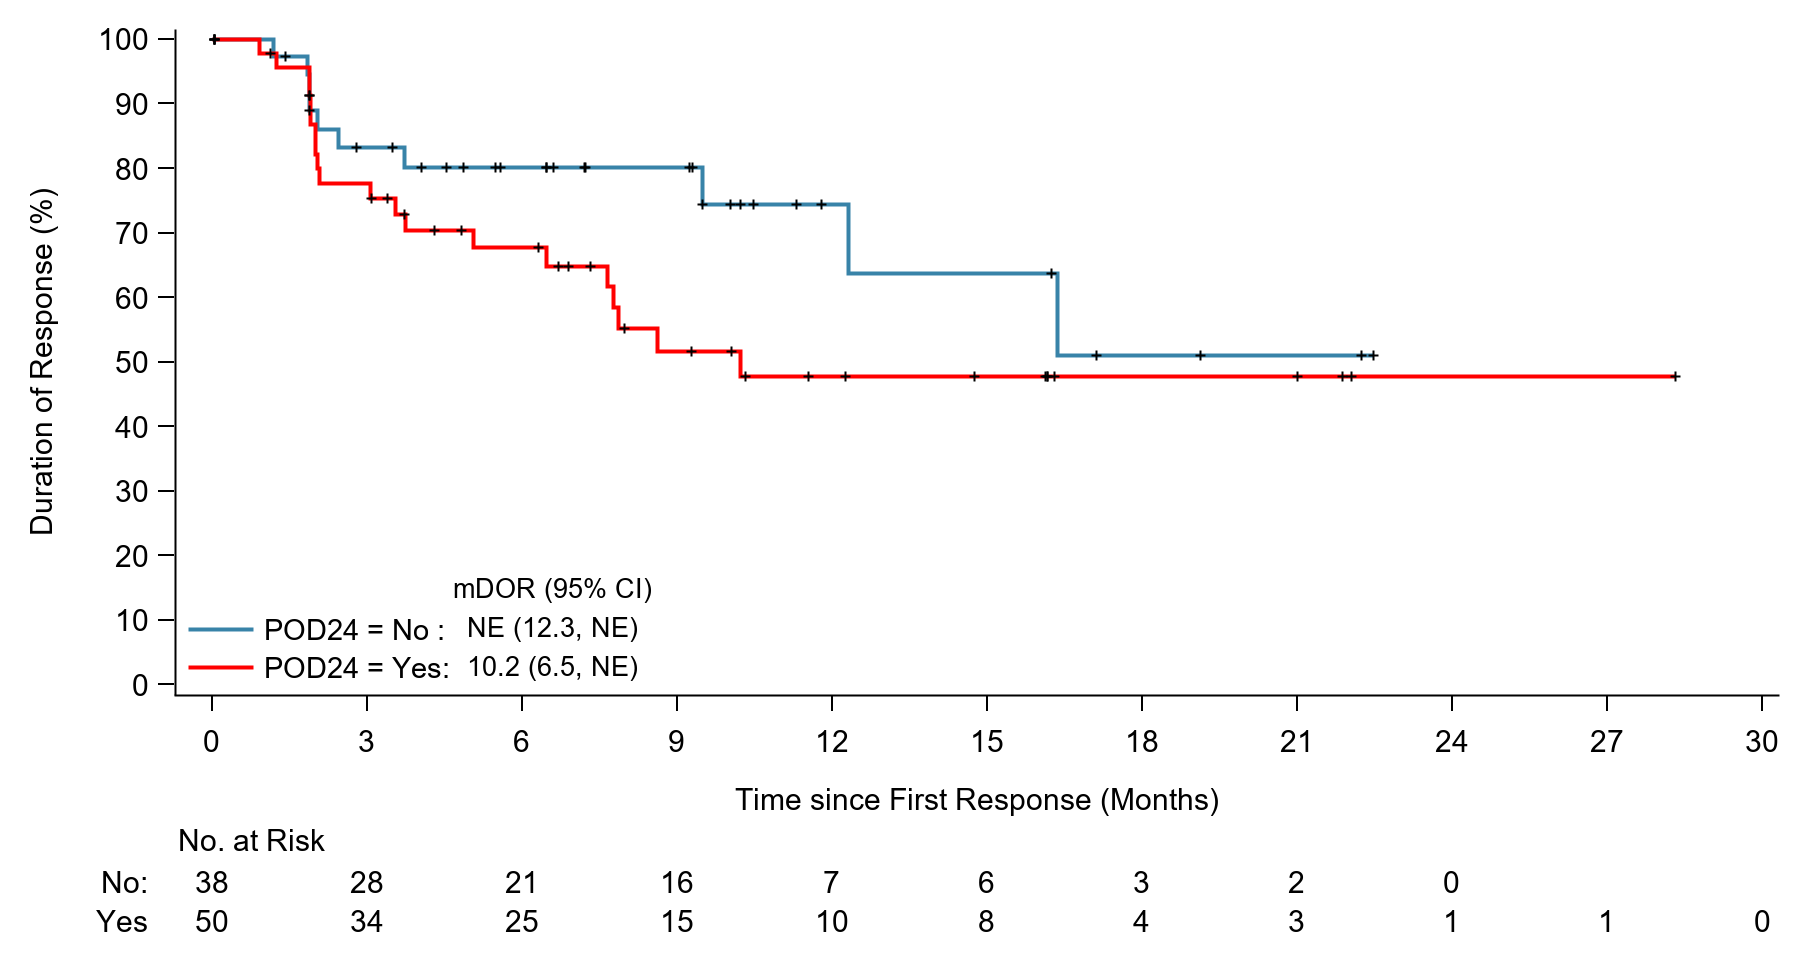 Duration of Response (%)
100
90
80
70
60
50
40
30
20
10
0
mDOR (95% CI)
POD24 = No : NE (12.3, NE)
POD24 = Yes: 10.2 (6.5, NE)
0 3 6 9 12 15 18 21 24 27 30
Time since First Response (Months)
No. at Risk
No: 38 28 21 16 7 6 3 2 0
Yes 50 34 25 15 10 8 4 3 1 1 0